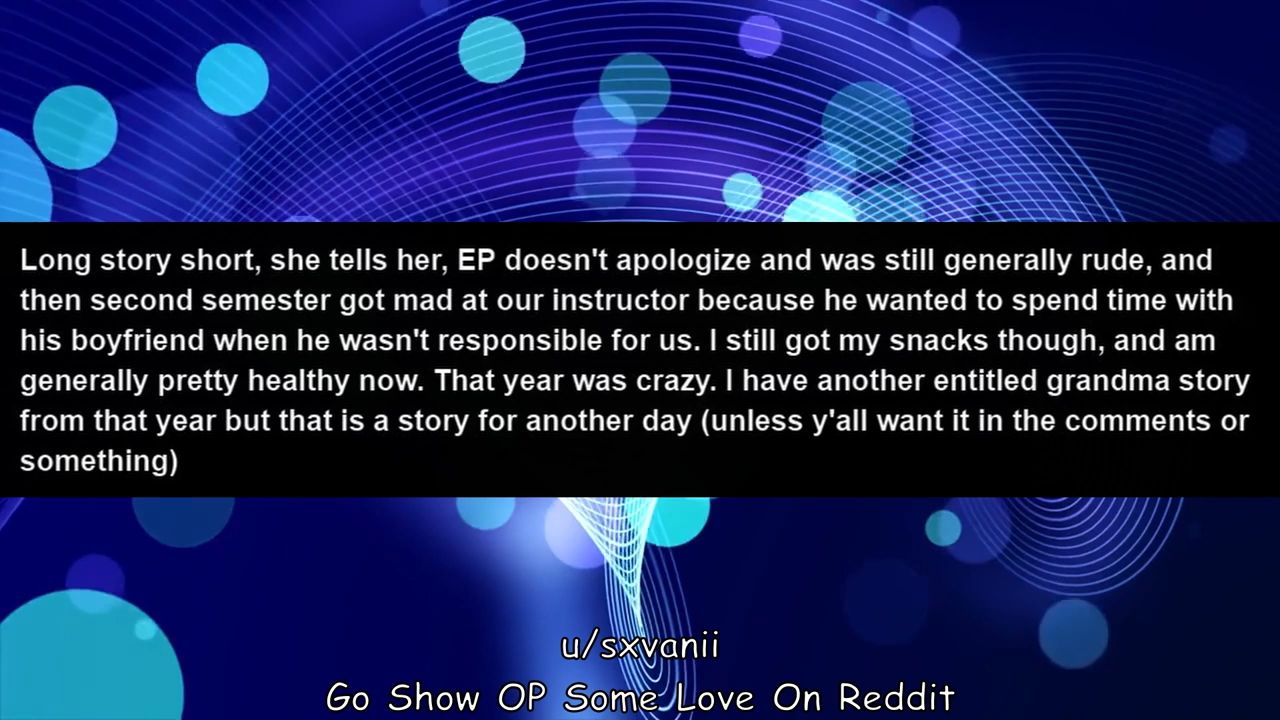 Long story short, she tells her, EP doesn't apologize and was still generally rude, and
then second semester got mad at our instructor because he wanted to spend time with
his boyfriend when he wasn't responsible for us. I still got my snacks though, and am
generally pretty healthy now. That year was crazy. I have another entitled grandma story
from that year but that is a story for another day (unless y'all want it in the comments or
something)
u/sxvanii
Go Show OP Some Love On Reddit